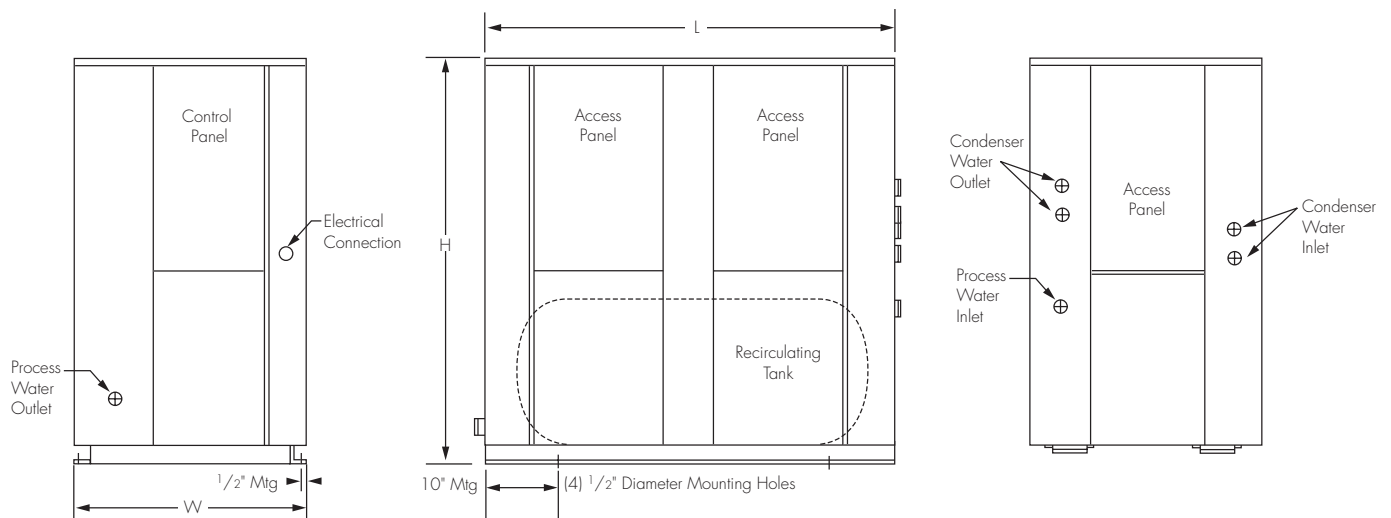 Control
Panel
Electrical
Connection
Process
Water
Outlet
1/2" Mtg
W
L
H
Access
Panel
Access
Panel
Recirculating
Tank
10" Mtg
(4) 1/2" Diameter Mounting Holes
Condenser
Water
Outlet
Access
Panel
Condenser
Water
Inlet
Process
Water
Inlet